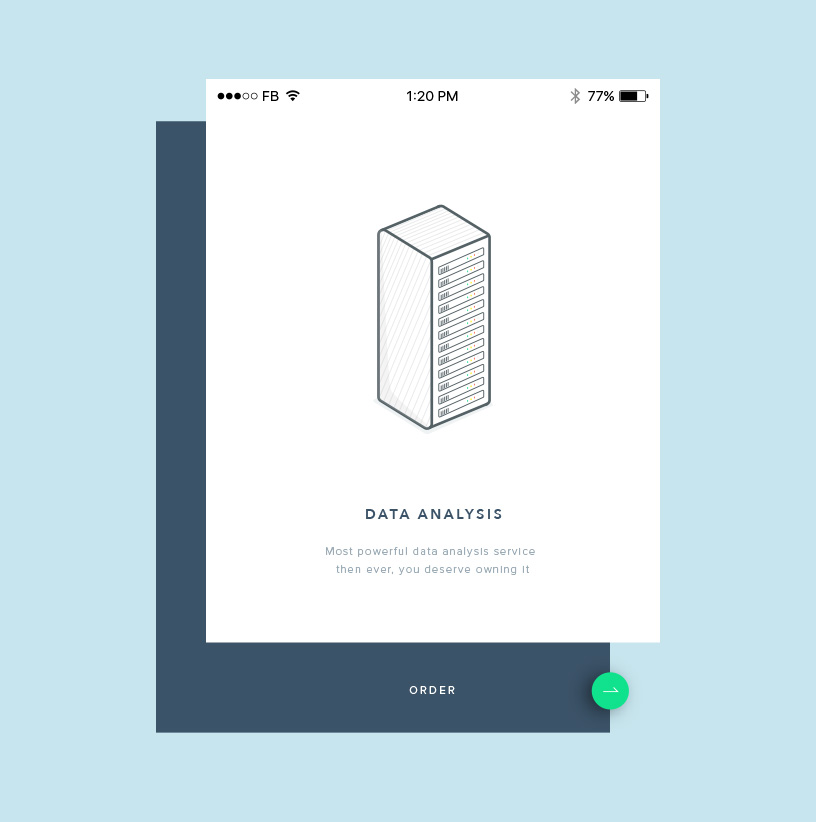 FB 1:20 PM 77%
DATA ANALYSIS
Most powerful data analysis service
then ever, you deserve owning it
ORDER